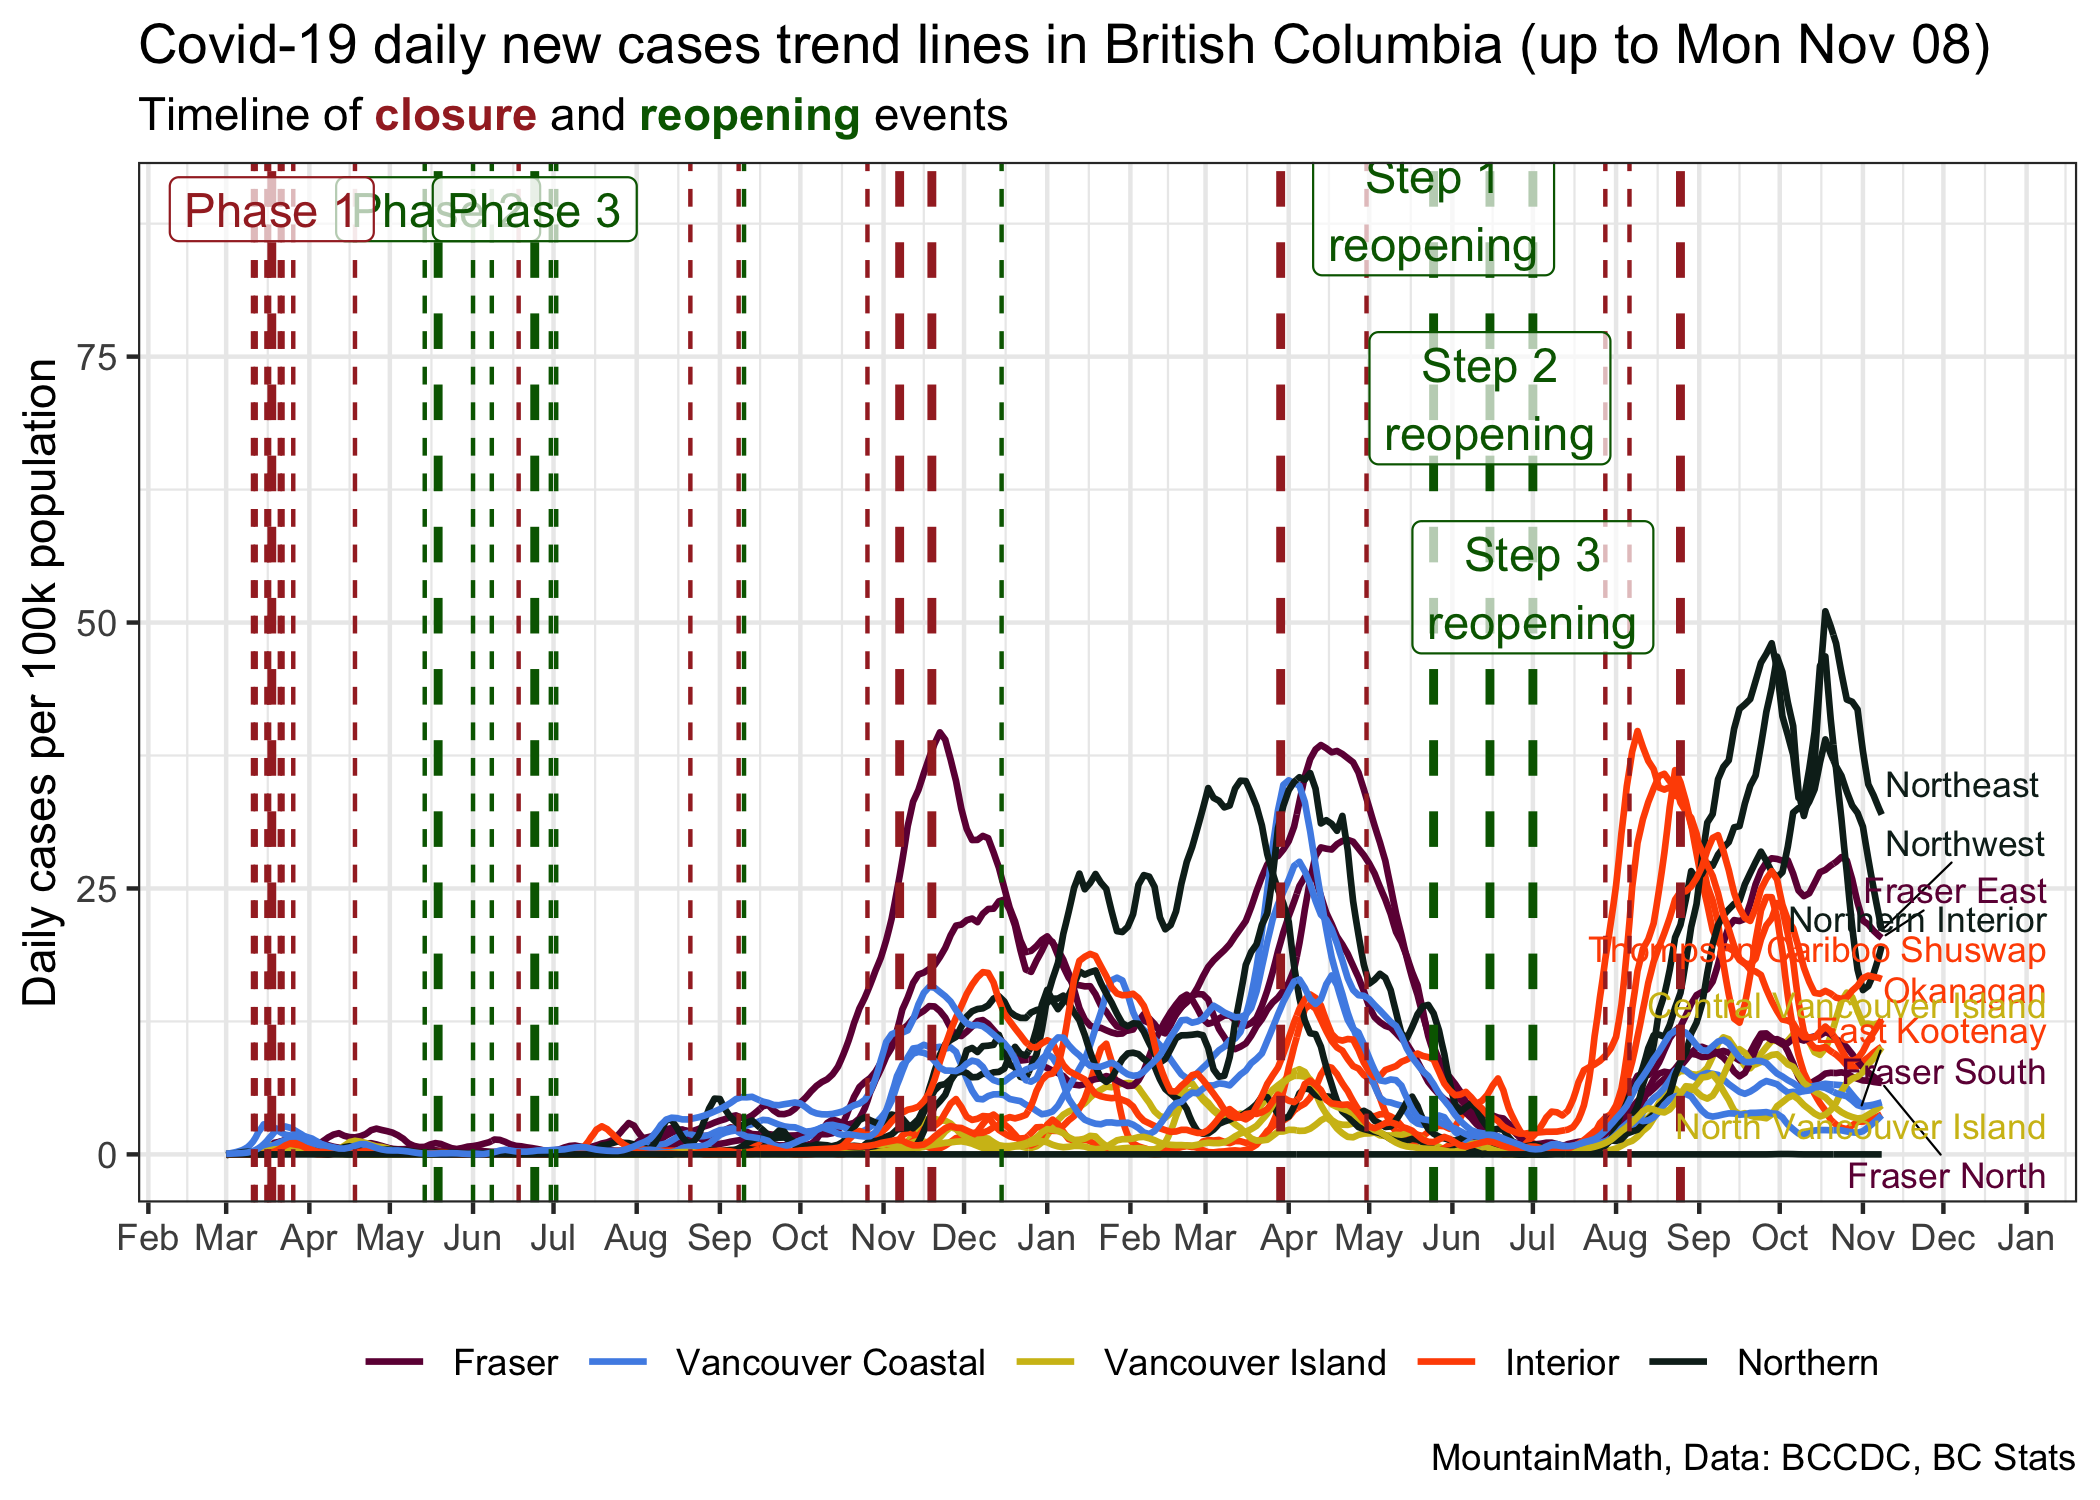 Covid-19 daily new cases trend lines in British Columbia (up to Mon Nov 08)
Timeline of closure and reopening events
Daily cases per 100k population
75
50
25
0
Phase 1
Phase 2
Phase 3
Step 1
reopening
Step 2
reopening
Step 3
reopening
Northeast
Northwest
Fraser East
Northern Interior
Thompson Cariboo Shuswap
Okanagan
Central Vancouver Island
East Kootenay
Fraser South
North Vancouver Island
Fraser North
Feb Mar Apr May Jun Jul Aug Sep Oct Nov Dec Jan Feb Mar Apr May Jun Jul Aug Sep Oct Nov Dec Jan
Fraser Vancouver Coastal Vancouver Island Interior Northern
MountainMath, Data: BCCDC, BC Stats